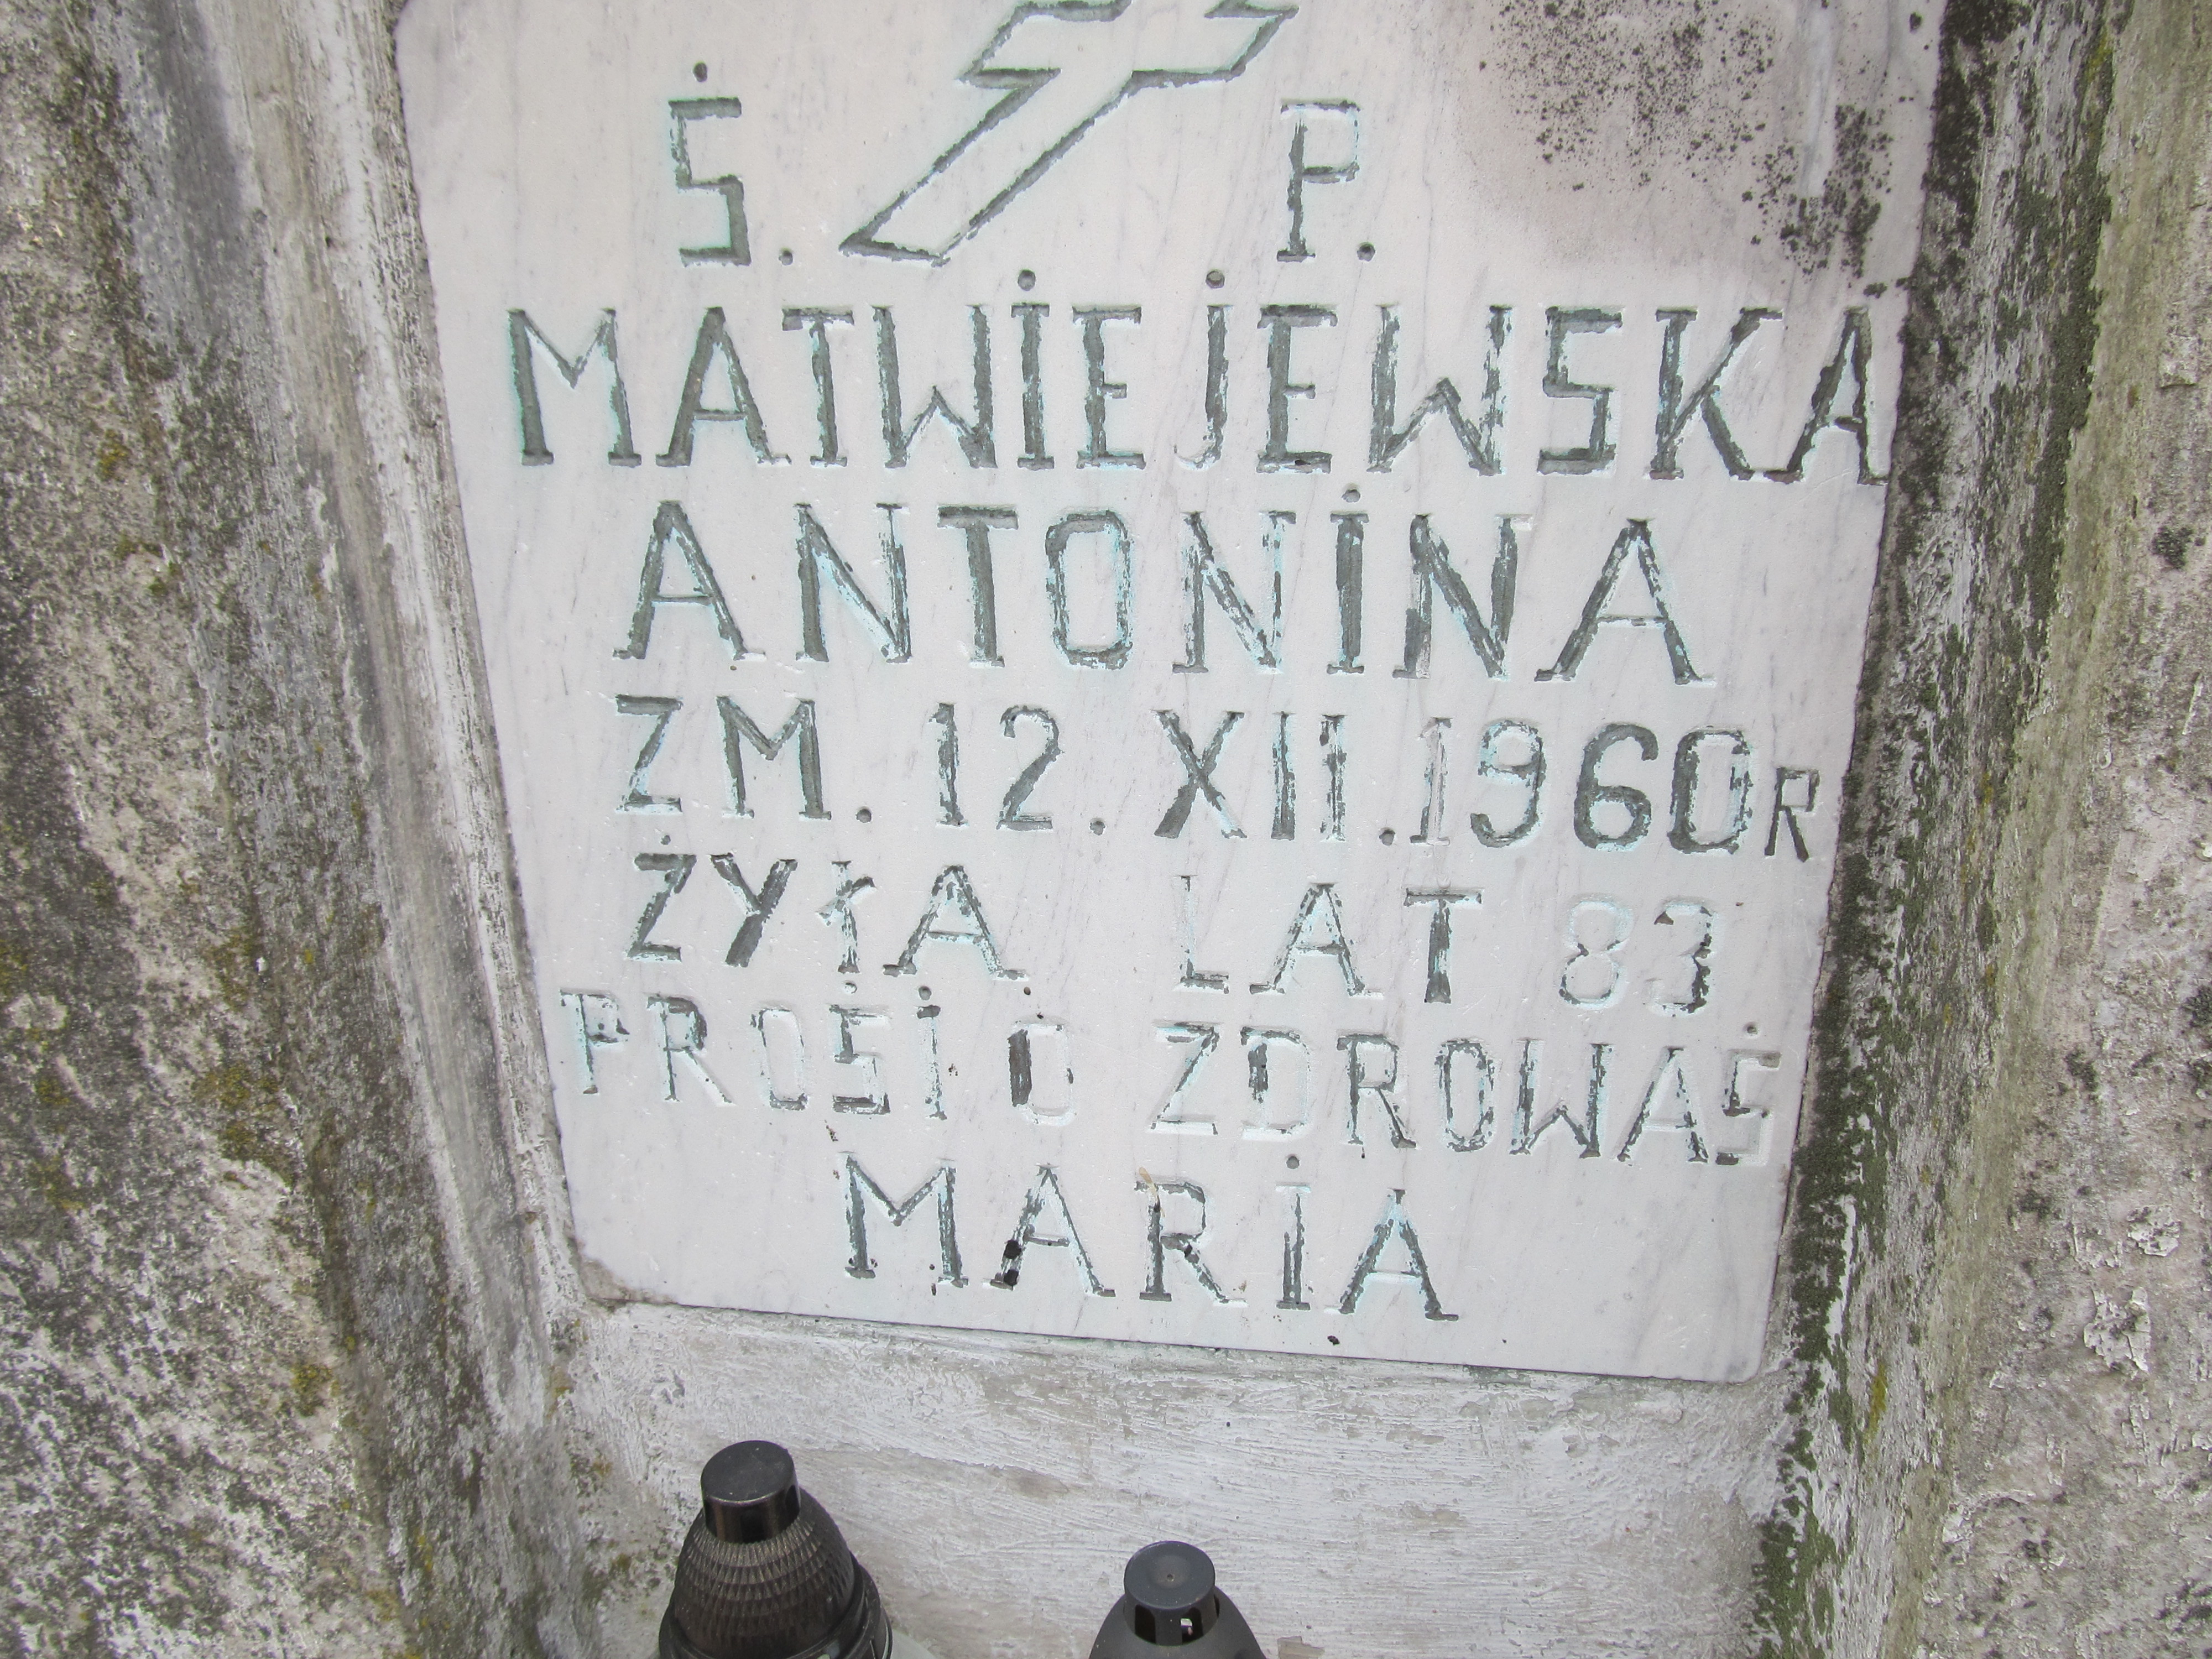 Ś. P.
MATWIEJEWSKA
ANTONINA
ZM. 12. XII. 1960 R
ŻYŁA LAT 83
PROSI O ZDROWAŚ
MARIA